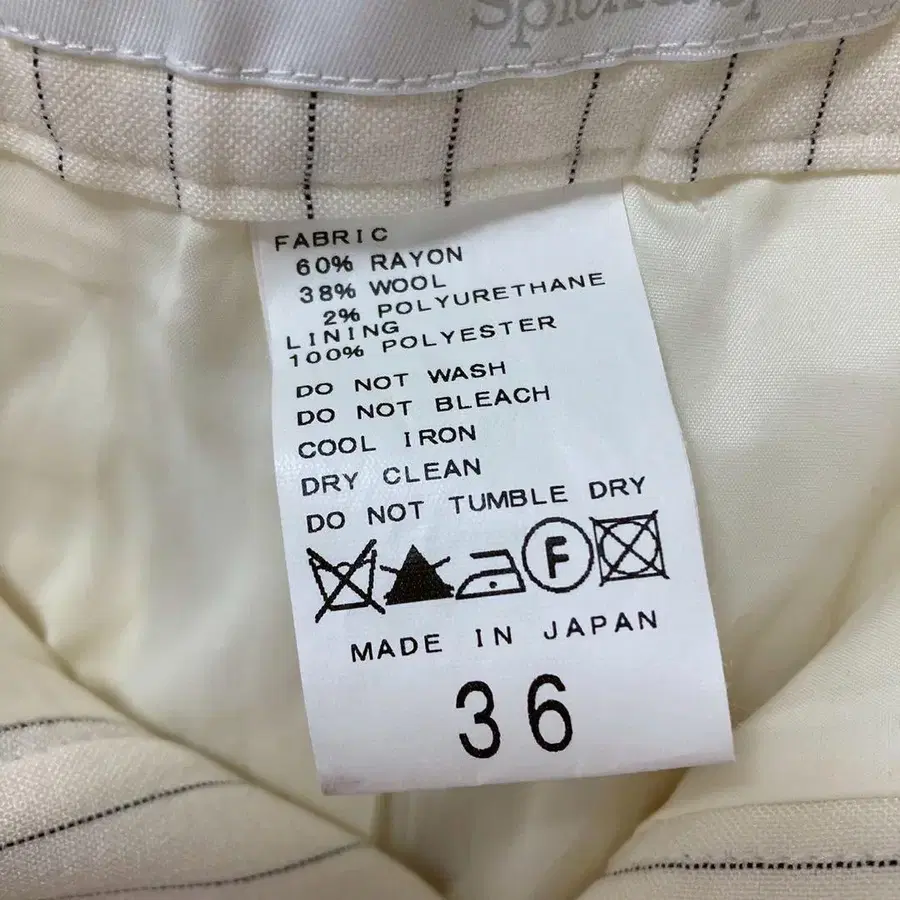 FABRIC
60% RAYON
38% WOOL
2% POLYURETHANE
LINING
100% POLYESTER
DO NOT WASH
DO NOT BLEACH
COOL IRON
DRY CLEAN
DO NOT TUMBLE DRY
F
MADE IN JAPAN
36